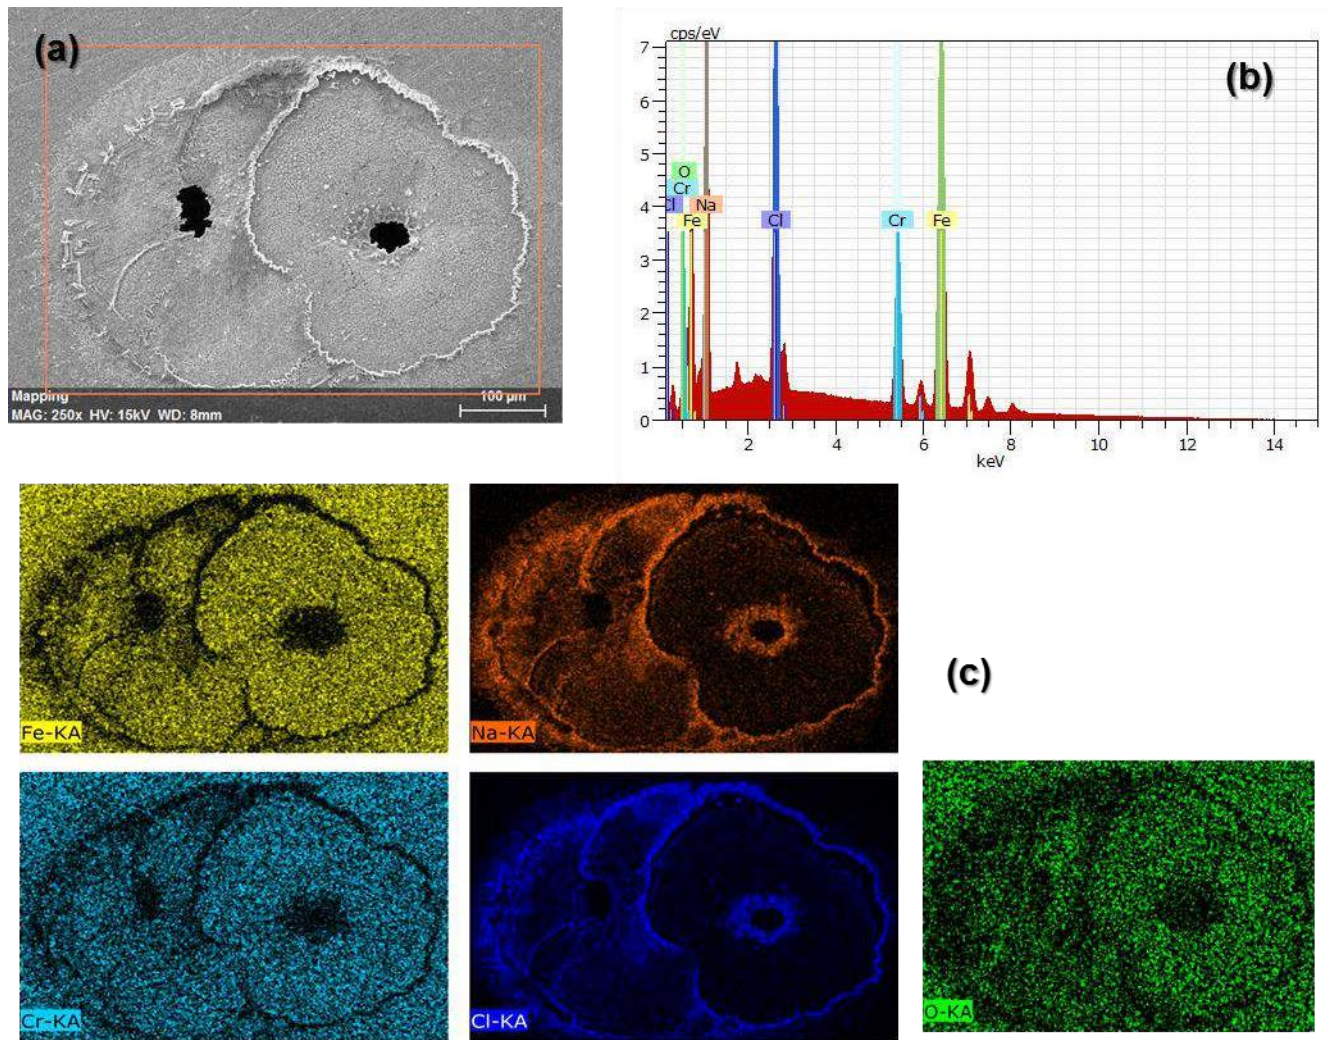 (a)
Mapping
MAG: 250x HV: 15kV WD: 8mm
100 µm
cps/eV
(b)
7
6
5
4
3
2
1
0
O
Cr
Cl
Fe
Na
Cl
Cr
Fe
2 4 6 8 10 12 14
keV
Fe-KA
Na-KA
(c)
Cr-KA
Cl-KA
O-KA